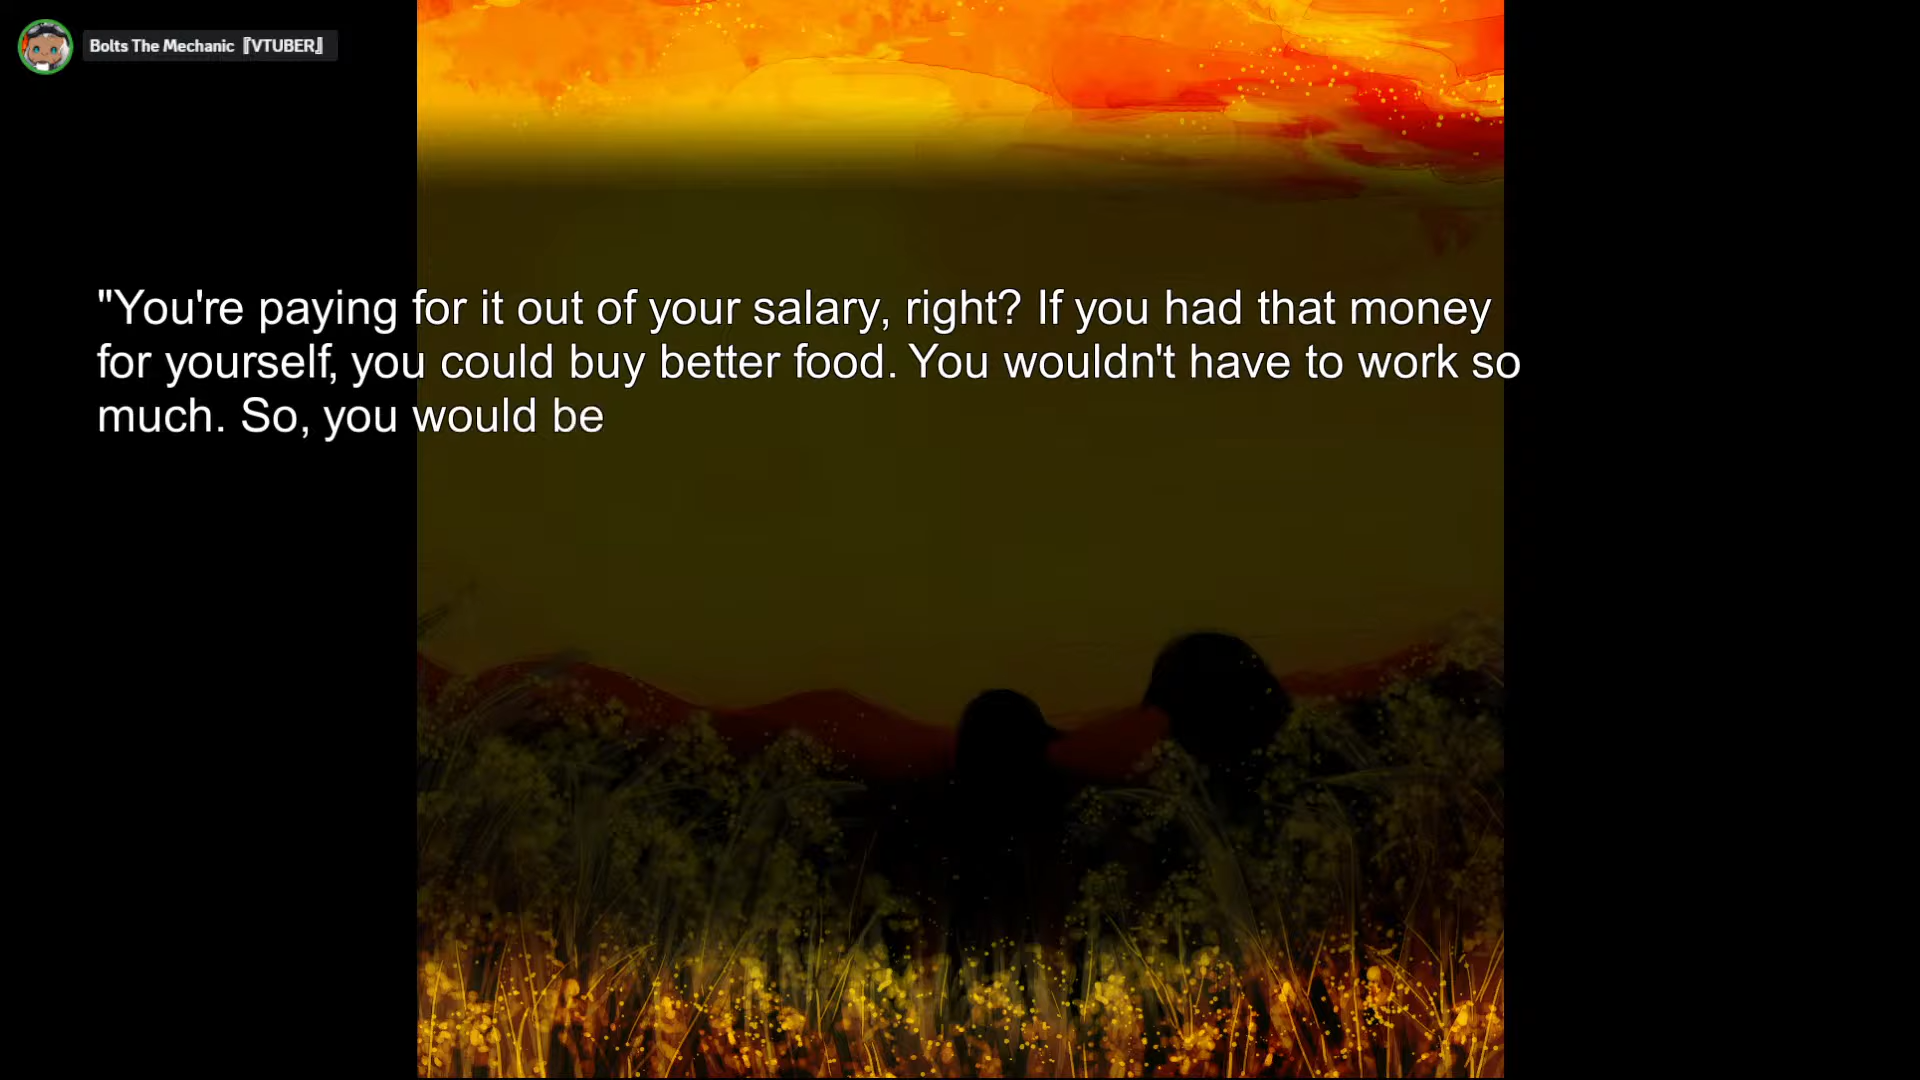 Bolts The Mechanic『VTUBER』
"You're paying for it out of your salary, right? If you had that money
for yourself, you could buy better food. You wouldn't have to work so
much. So, you would be